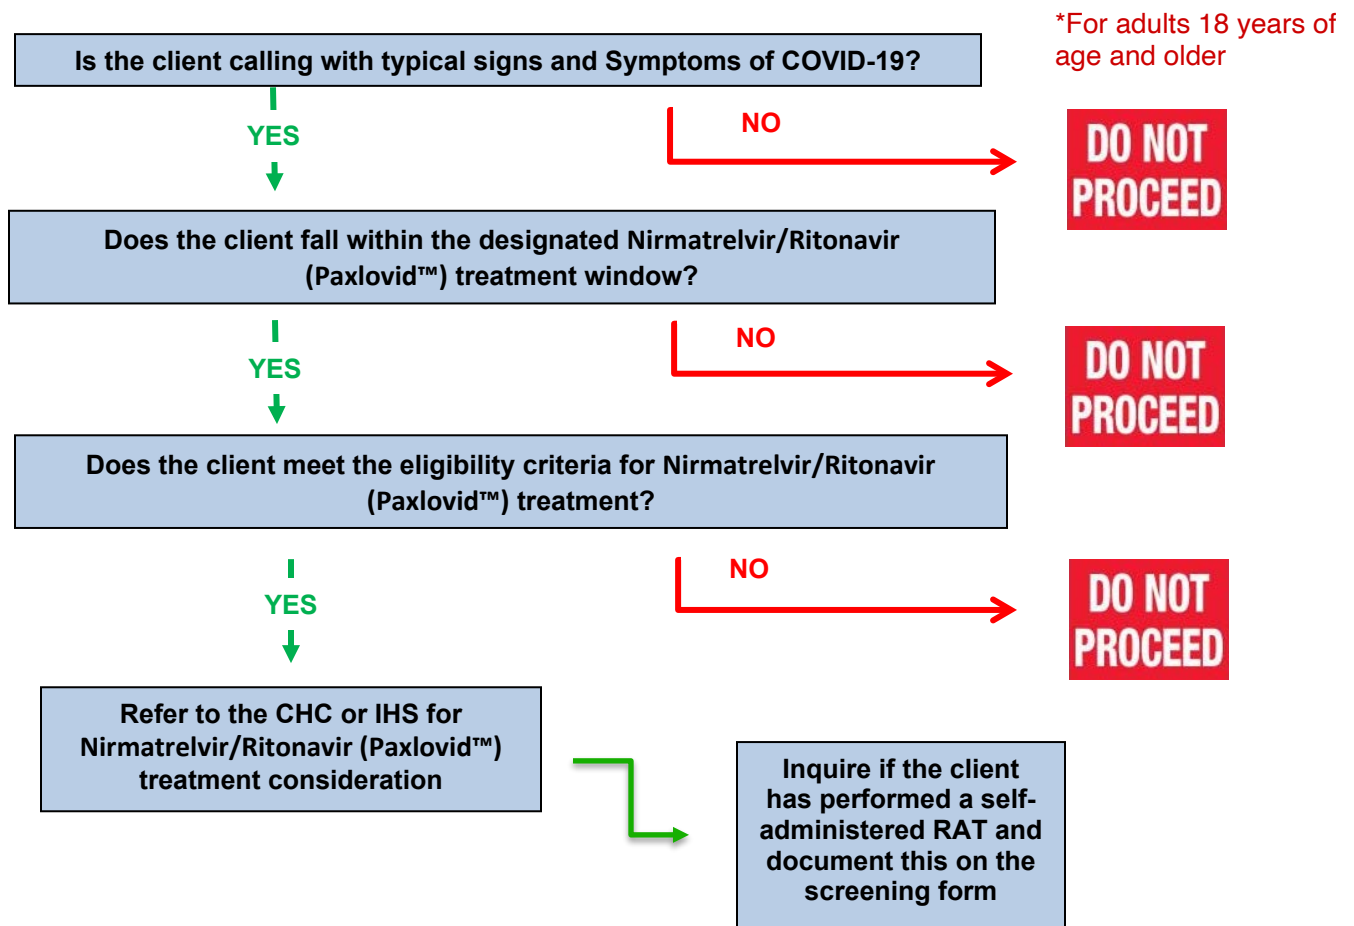 *For adults 18 years of
age and older
Is the client calling with typical signs and Symptoms of COVID-19?
YES
NO
DO NOT
PROCEED
Does the client fall within the designated Nirmatrelvir/Ritonavir
(Paxlovid™) treatment window?
YES
NO
DO NOT
PROCEED
Does the client meet the eligibility criteria for Nirmatrelvir/Ritonavir
(Paxlovid™) treatment?
YES
NO
DO NOT
PROCEED
Refer to the CHC or IHS for
Nirmatrelvir/Ritonavir (Paxlovid™)
treatment consideration
Inquire if the client
has performed a self-
administered RAT and
document this on the
screening form